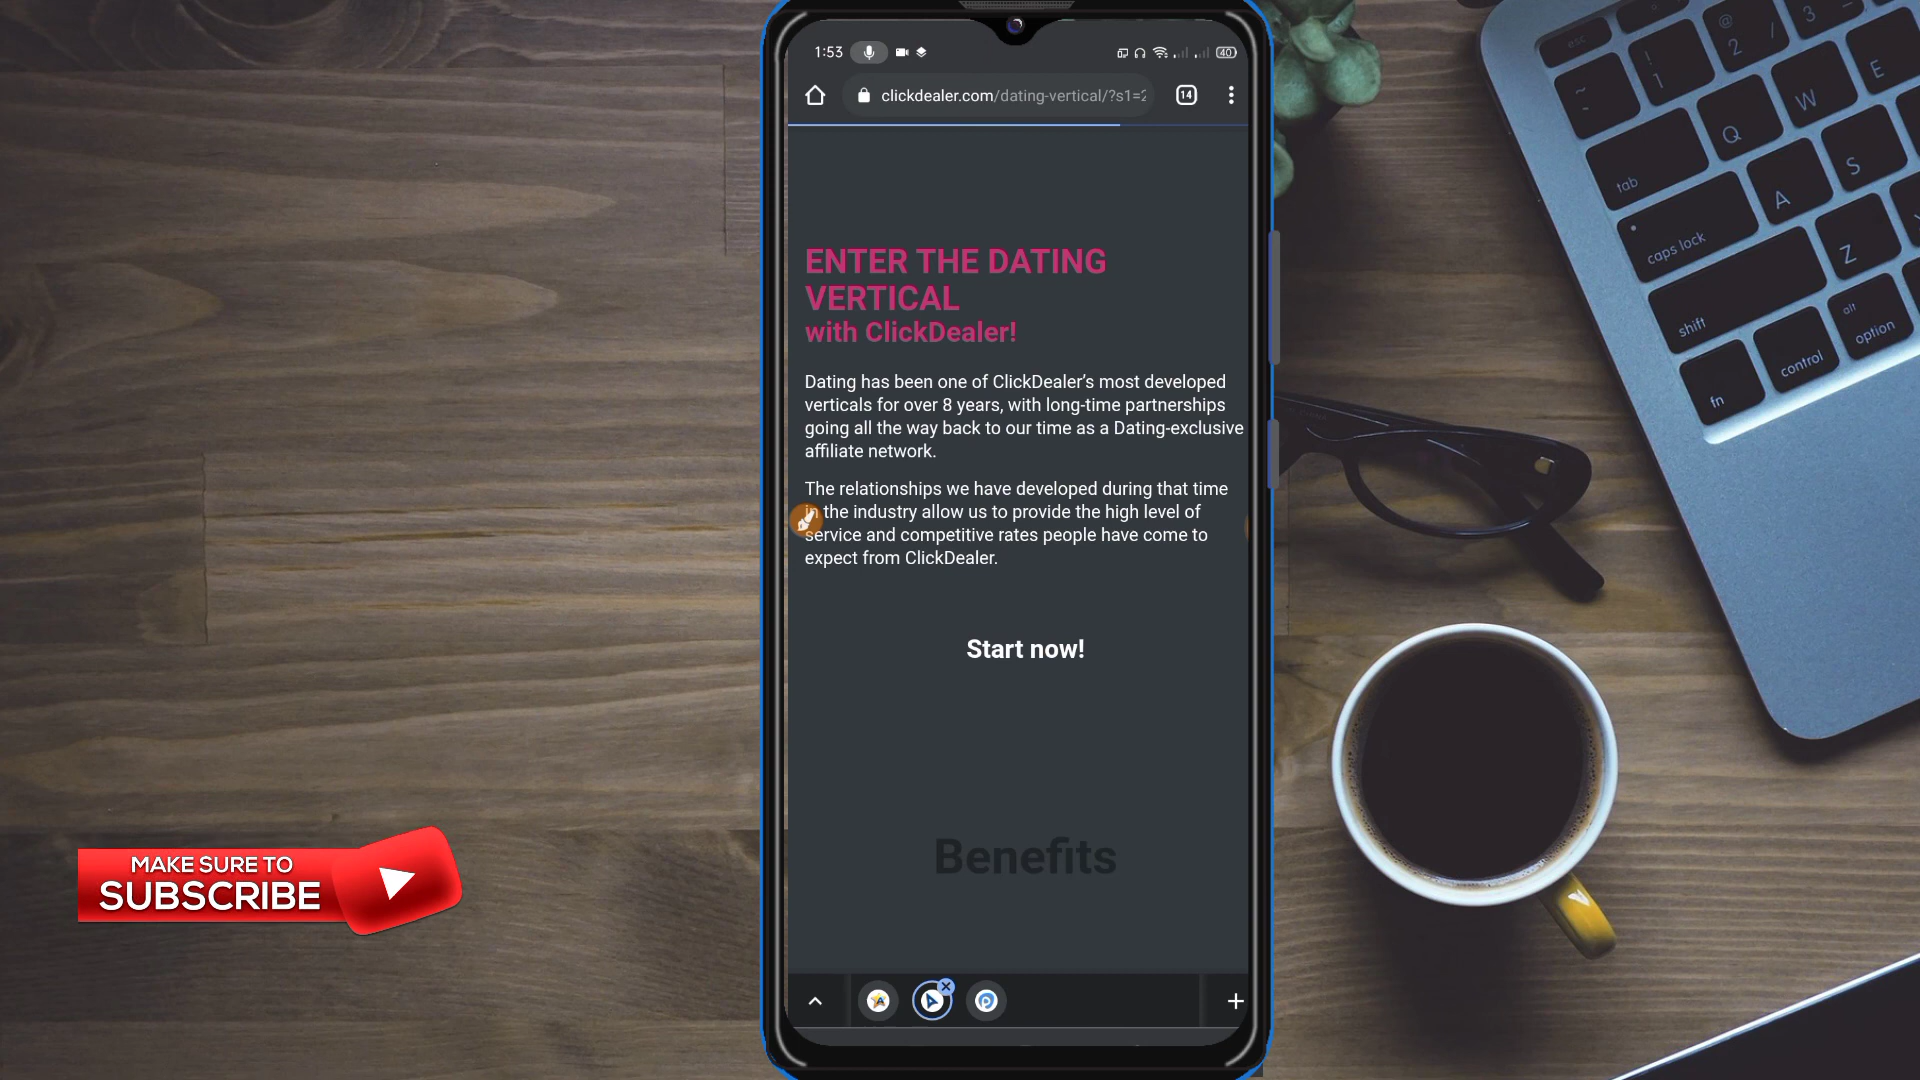 1:53
40
clickdealer.com/dating-vertical/?s1=2
14
ENTER THE DATING
VERTICAL
with ClickDealer!
Dating has been one of ClickDealer’s most developed
verticals for over 8 years, with long-time partnerships
going all the way back to our time as a Dating-exclusive
affiliate network.
The relationships we have developed during that time
in the industry allow us to provide the high level of
service and competitive rates people have come to
expect from ClickDealer.
Start now!
Benefits
MAKE SURE TO
SUBSCRIBE
esc
! 1
@ 2
3
~
tab
Q
W
E
caps lock
A
S
shift
Z
fn
control
alt
option